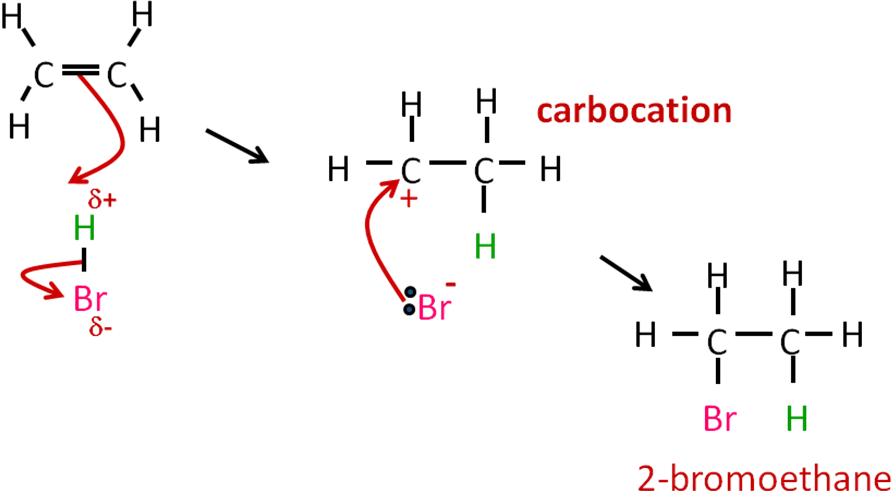 H H
C C
H H
δ+
H
Br
δ-
carbocation
H H
H C C H
+
H
Br -
H H
H C C H
Br H
2-bromoethane